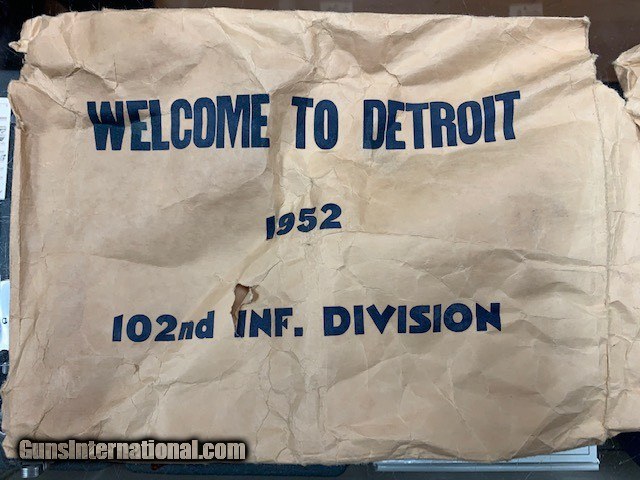 WELCOME TO DETROIT
1952
102nd INF. DIVISION
GunsInternational.com